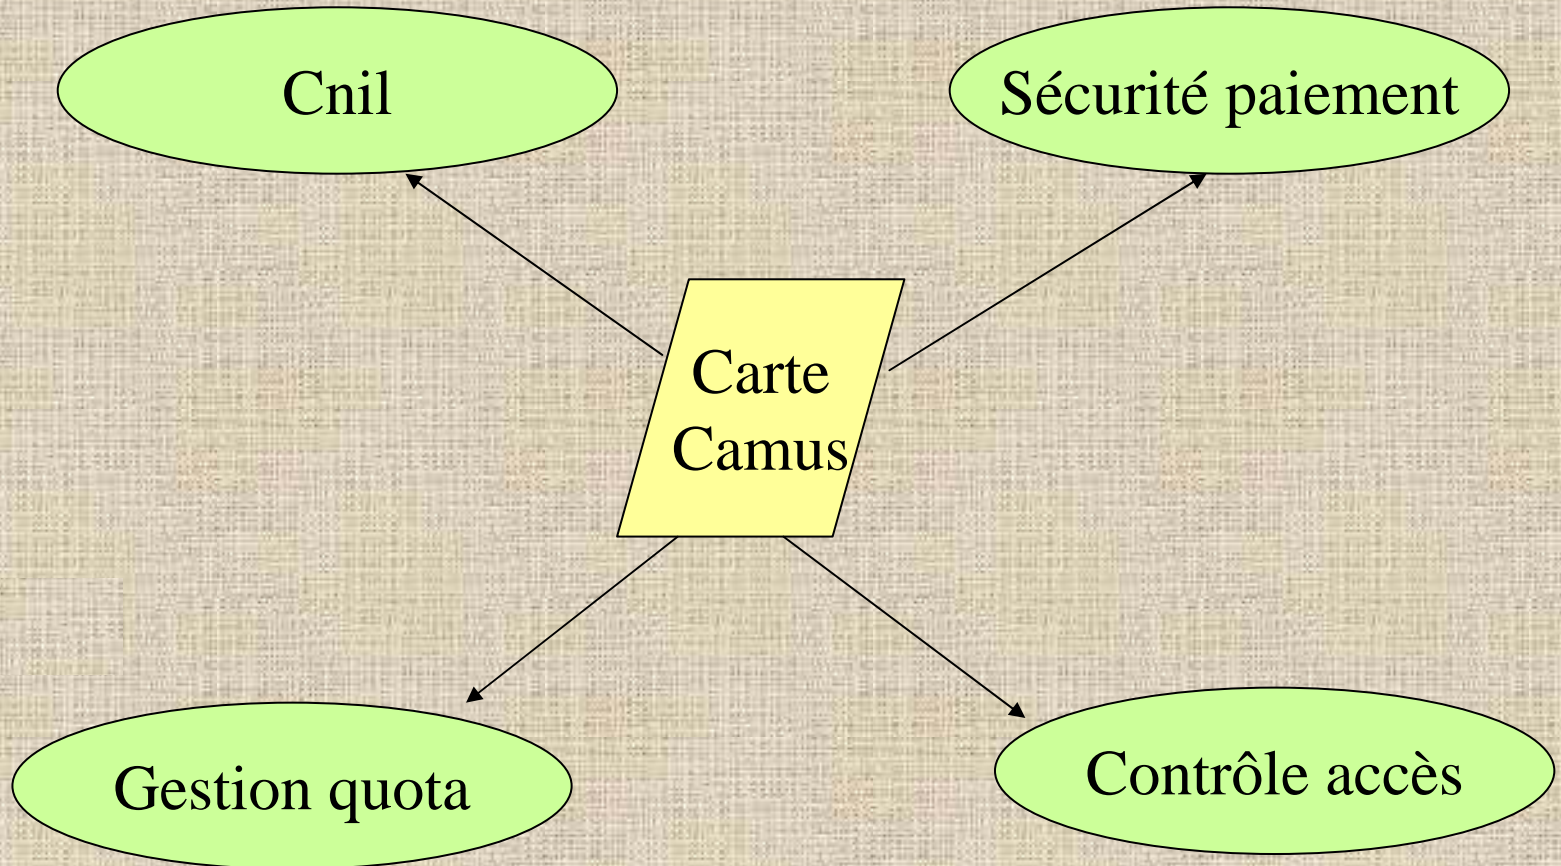 Cnil
Sécurité paiement
Carte
Camus
Gestion quota
Contrôle accès